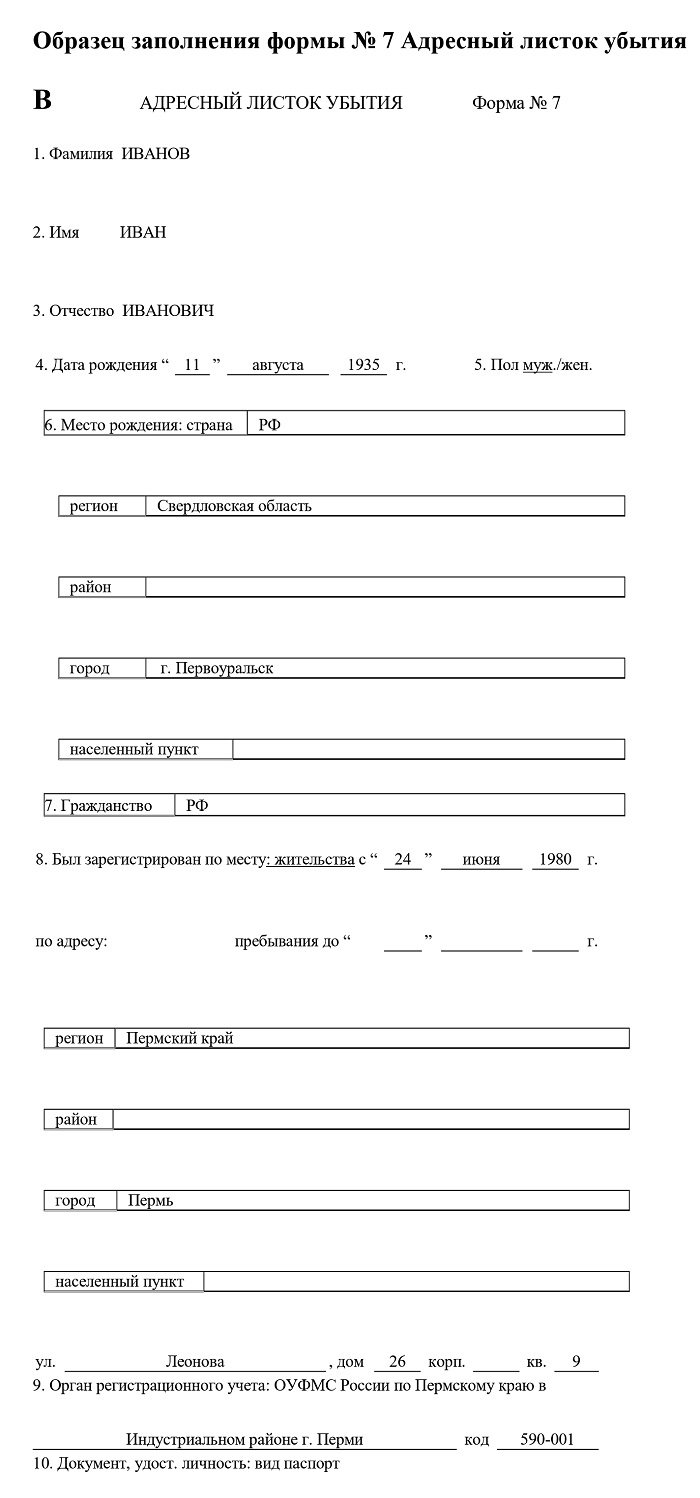 Образец заполнения формы № 7 Адресный листок убытия
В АДРЕСНЫЙ ЛИСТОК УБЫТИЯ Форма № 7
1. Фамилия ИВАНОВ
2. Имя ИВАН
3. Отчество ИВАНОВИЧ
4. Дата рождения “ 11 ” августа 1935 г. 5. Пол муж./жен.
6. Место рождения: страна РФ
регион Свердловская область
район
город г. Первоуральск
населенный пункт
7. Гражданство РФ
8. Был зарегистрирован по месту: жительства с “ 24 ” июня 1980 г.
по адресу: пребывания до “ ” г.
регион Пермский край
район
город Пермь
населенный пункт
ул. Леонова , дом 26 корп. кв. 9
9. Орган регистрационного учета: ОУФМС России по Пермскому краю в
Индустриальном районе г. Перми код 590-001
10. Документ, удост. личность: вид паспорт